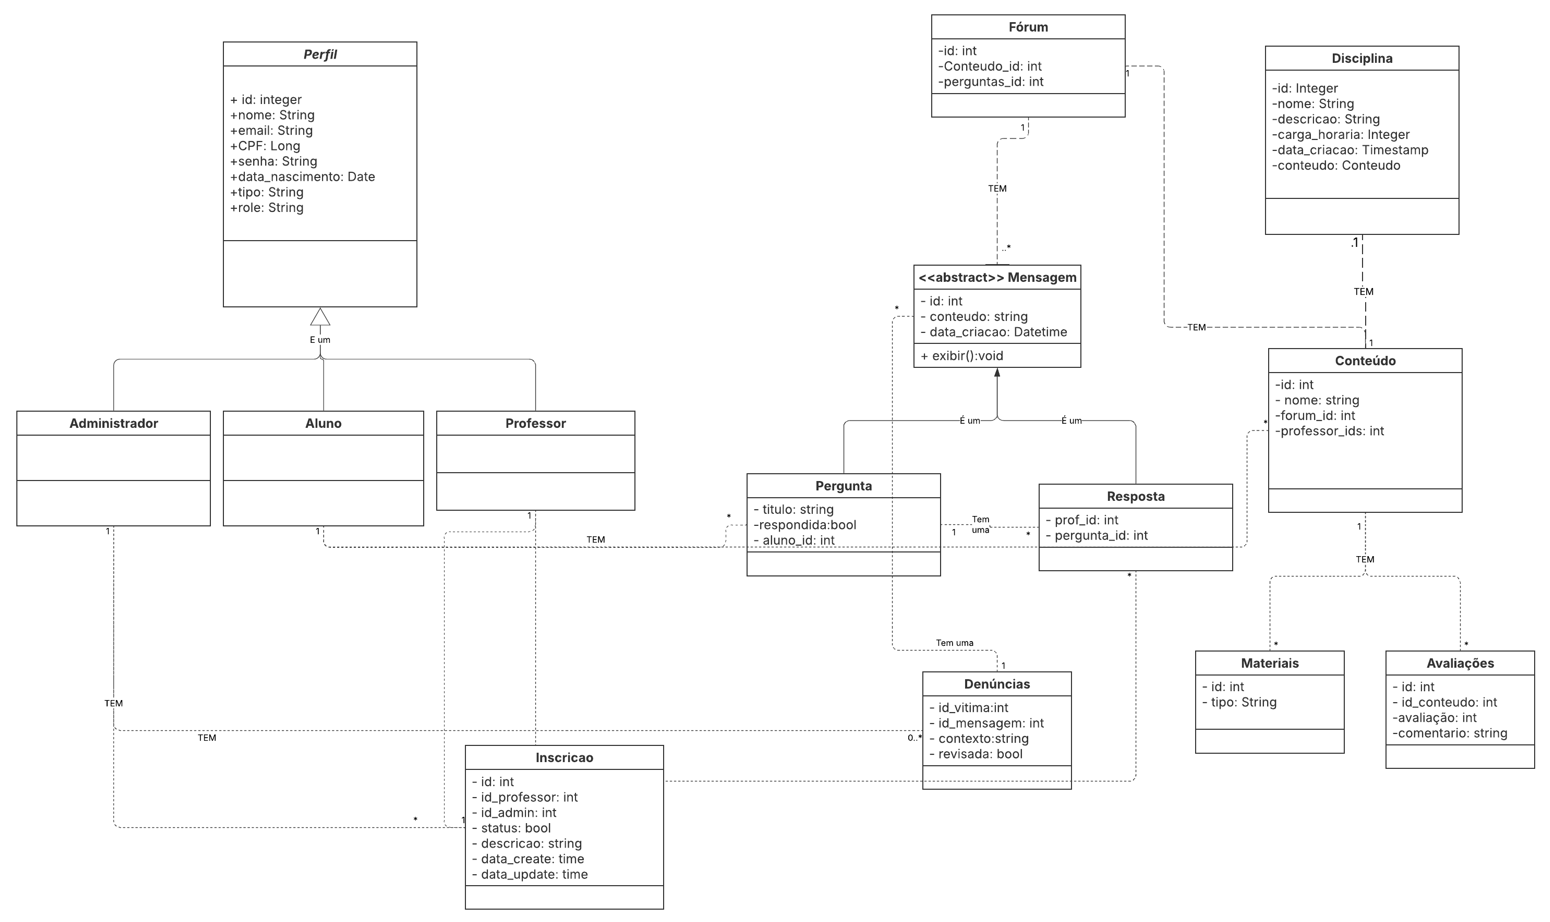 Perfil
+ id: integer
+nome: String
+email: String
+CPF: Long
+senha: String
+data_nascimento: Date
+tipo: String
+role: String
E um
Administrador
Aluno
Professor
1
1
1
TEM
TEM
TEM
*
1
Fórum
-id: int
-Conteudo_id: int
-perguntas_id: int
1
1
TEM
..*
<<abstract>> Mensagem
- id: int
- conteudo: string
- data_criacao: Datetime
+ exibir():void
*
É um
É um
Pergunta
- titulo: string
-respondida:bool
- aluno_id: int
*
Tem
uma
1
*
Resposta
- prof_id: int
- pergunta_id: int
*
Disciplina
-id: Integer
-nome: String
-descricao: String
-carga_horaria: Integer
-data_criacao: Timestamp
-conteudo: Conteudo
.1
TEM
TEM
1
Conteúdo
-id: int
- nome: string
-forum_id: int
-professor_ids: int
*
1
TEM
*
*
Materiais
- id: int
- tipo: String
Avaliações
- id: int
- id_conteudo: int
-avaliação: int
-comentario: string
Tem uma
1
Denúncias
- id_vitima:int
- id_mensagem: int
- contexto:string
- revisada: bool
0..*
Inscricao
- id: int
- id_professor: int
- id_admin: int
- status: bool
- descricao: string
- data_create: time
- data_update: time